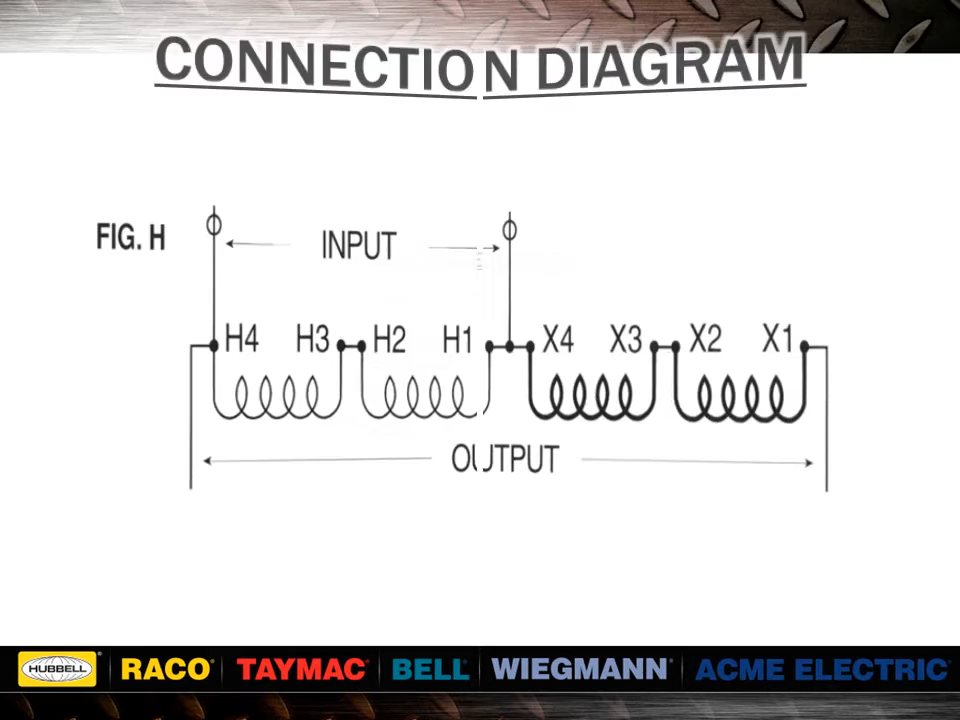 CONNECTION DIAGRAM
FIG. H
INPUT
H4 H3 H2 H1 X4 X3 X2 X1
OUTPUT
HUBBELL® RACO® TAYMAC® BELL® WIEGMANN® ACME ELECTRIC®